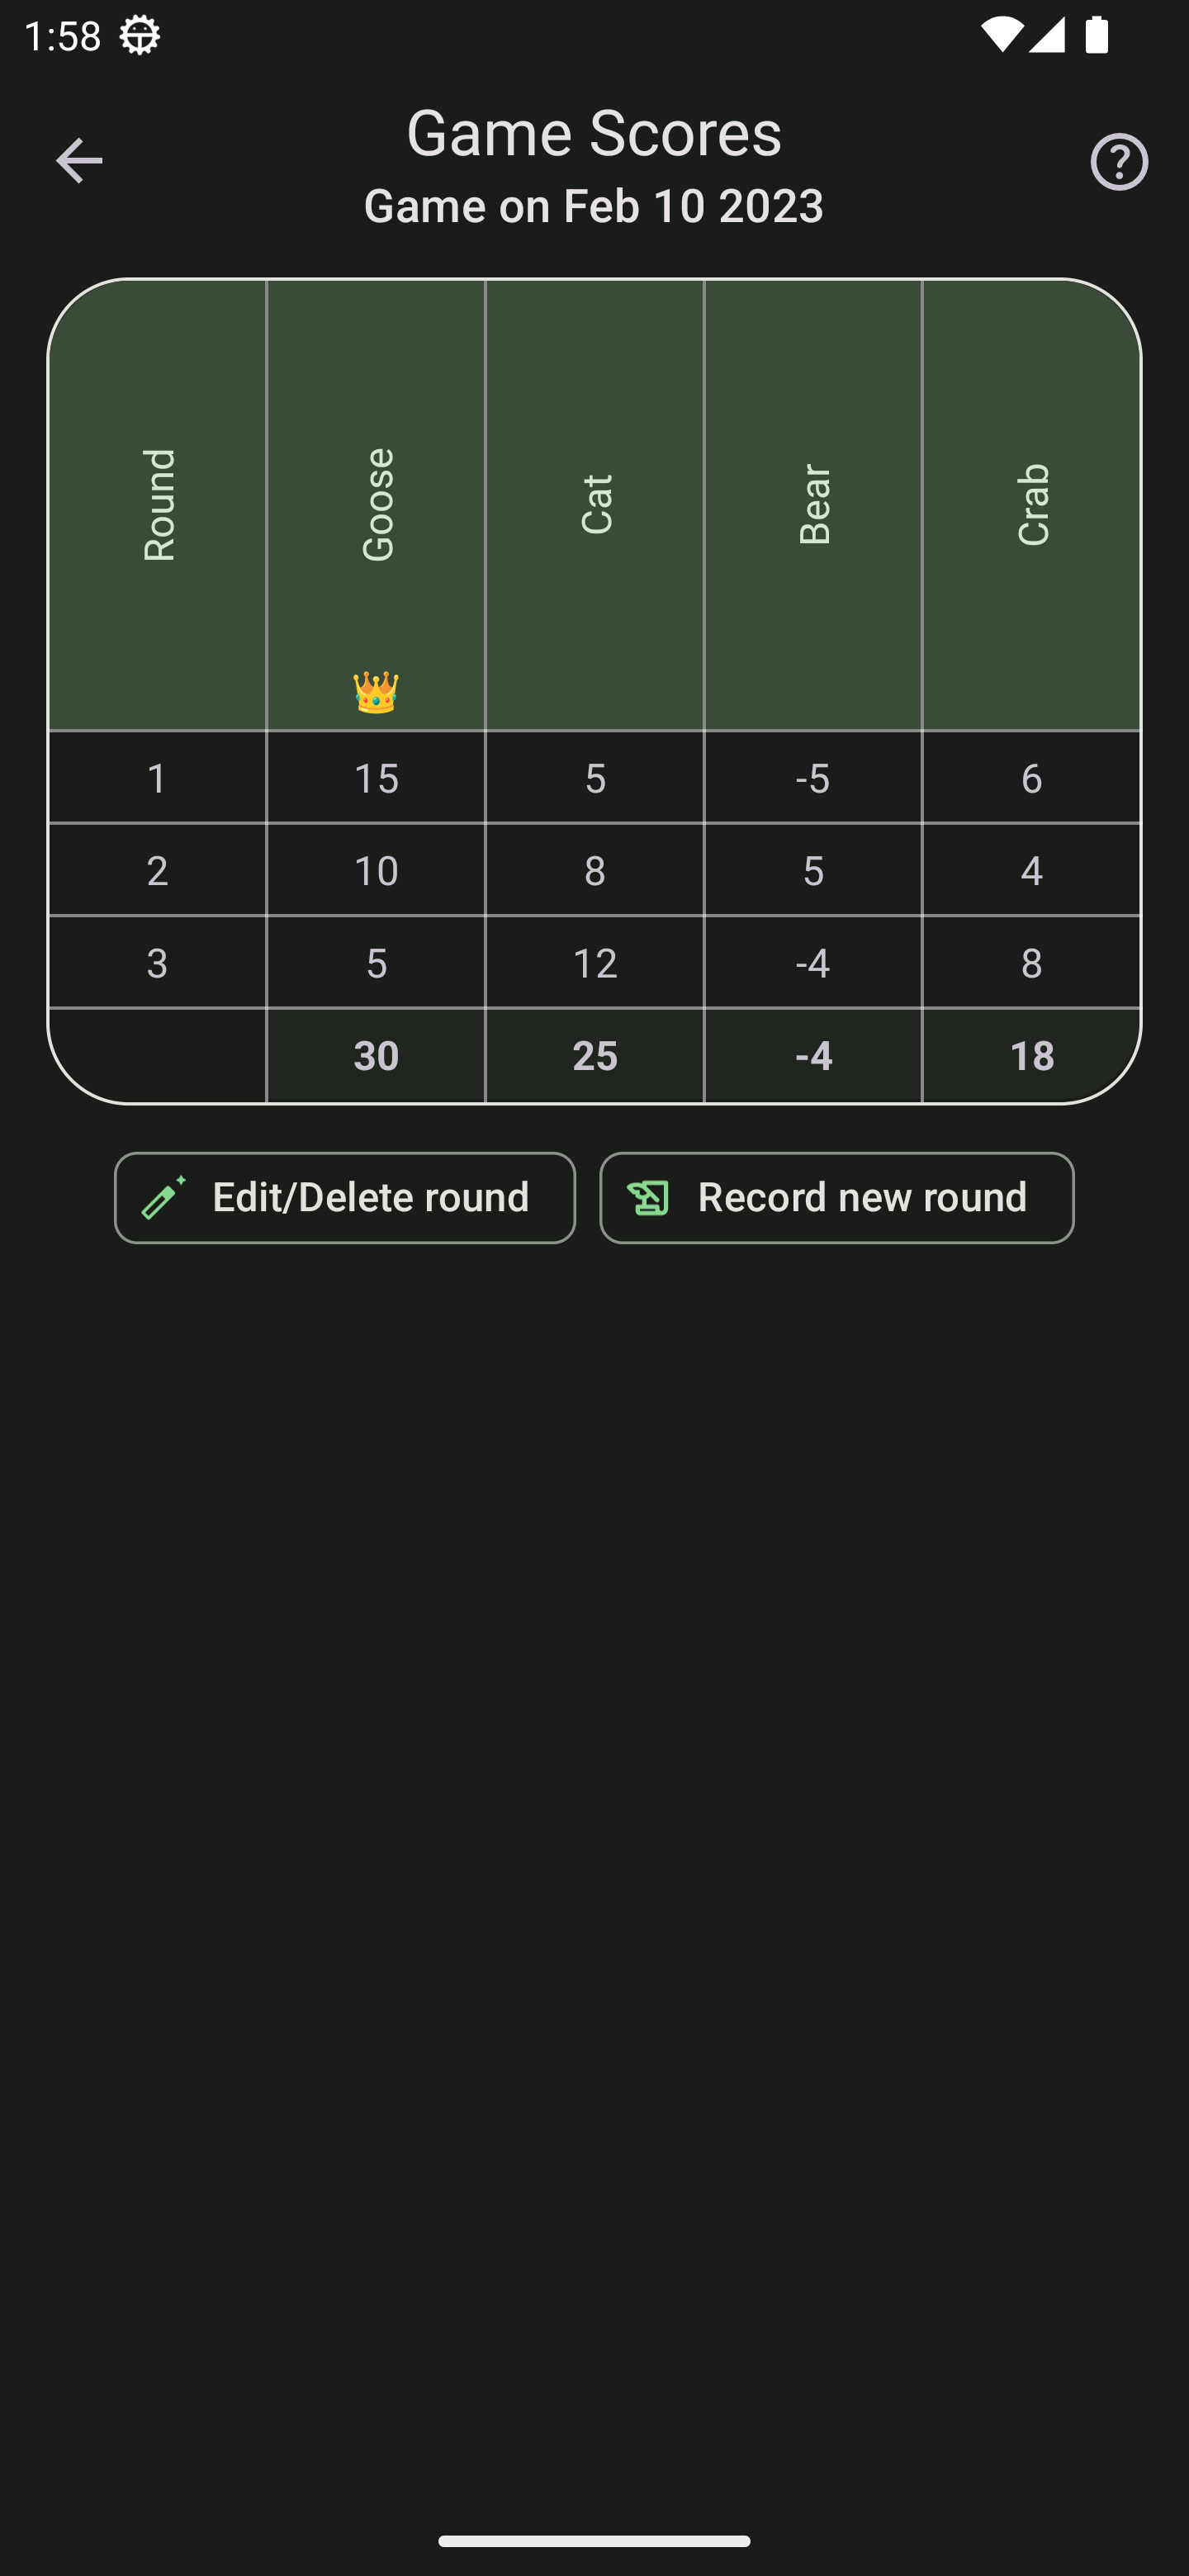 1:58
Game Scores
Game on Feb 10 2023
Round Goose Cat Bear Crab
1 15 5 -5 6
2 10 8 5 4
3 5 12 -4 8
30 25 -4 18
Edit/Delete round Record new round